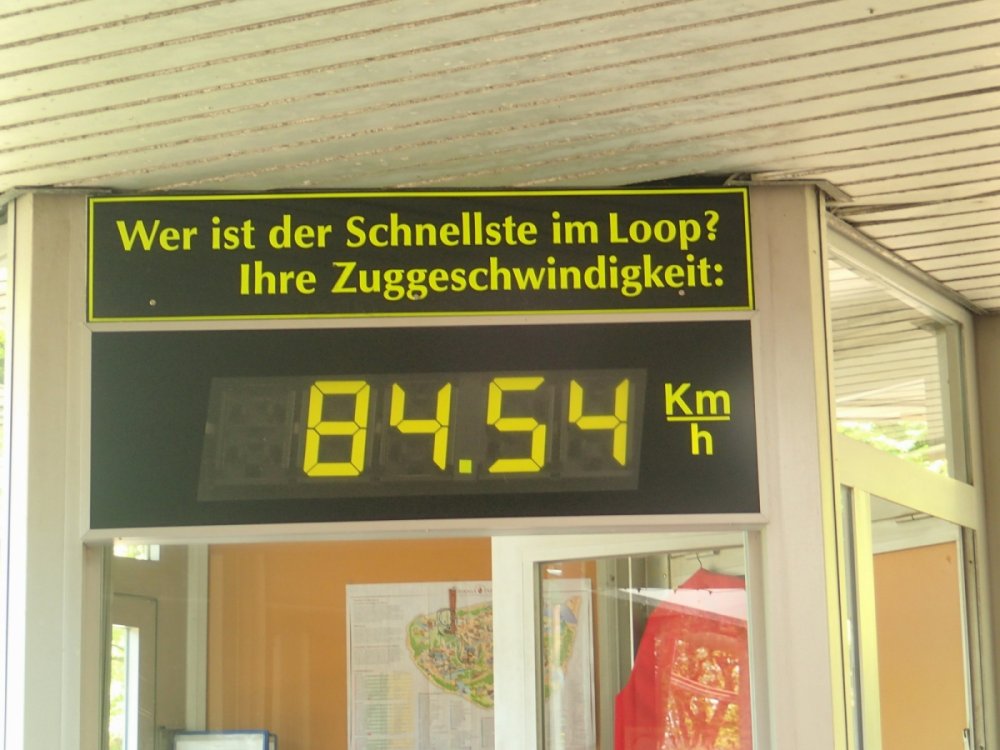 Wer ist der Schnellste im Loop?
Ihre Zuggeschwindigkeit:
84.54 Km
h